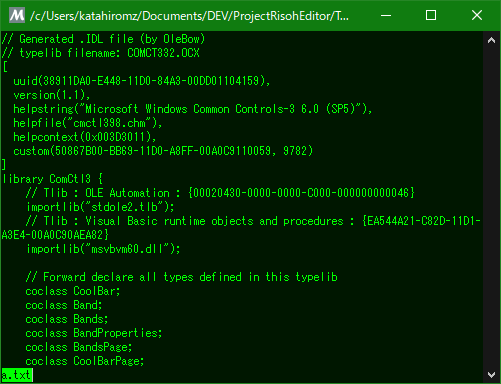 /c/Users/katahiromz/Documents/DEV/ProjectRisohEditor/T...
// Generated .IDL file (by OleBow)
// typelib filename: COMCT332.OCX
[
  uuid(38911DA0-E448-11D0-84A3-00DD01104159),
  version(1.1),
  helpstring("Microsoft Windows Common Controls-3 6.0 (SP5)"),
  helpfile("cmctl398.chm"),
  helpcontext(0x003D3011),
  custom(50867B00-BB69-11D0-A8FF-00A0C9110059, 9782)
]
library ComCtl3 {
    // Tlib : OLE Automation : {00020430-0000-0000-C000-000000000046}
    importlib("stdole2.tlb");
    // Tlib : Visual Basic runtime objects and procedures : {EA544A21-C82D-11D1-
A3E4-00A0C90AEA82}
    importlib("msvbvm60.dll");

    // Forward declare all types defined in this typelib
    coclass CoolBar;
    coclass Band;
    coclass Bands;
    coclass BandProperties;
    coclass BandsPage;
    coclass CoolBarPage;
a.txt